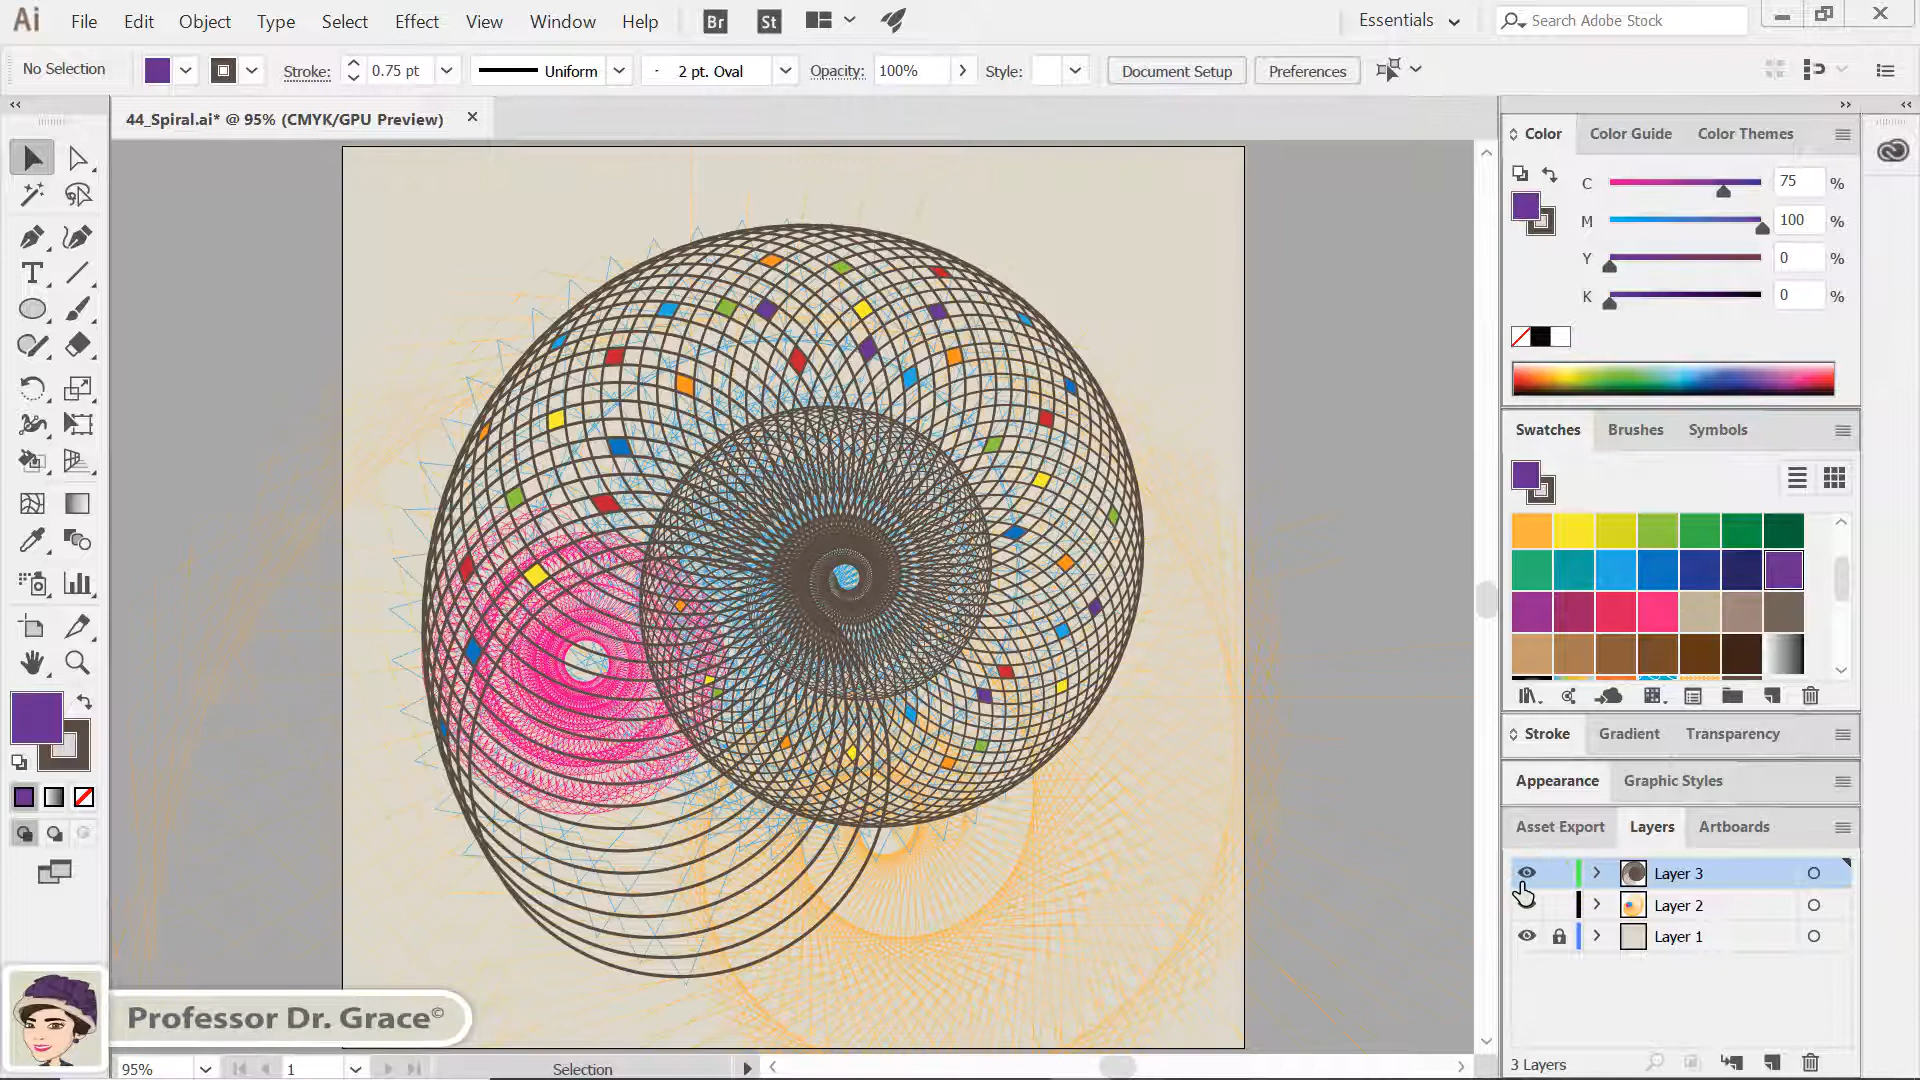 Ai File Edit Object Type Select Effect View Window Help Br St Essentials Search Adobe Stock
No Selection Stroke: 0.75 pt Uniform 2 pt. Oval Opacity: 100% Style: Document Setup Preferences
44_Spiral.ai* @ 95% (CMYK/GPU Preview)
Color Color Guide Color Themes
C 75 %
M 100 %
Y 0 %
K 0 %
Swatches Brushes Symbols
Stroke Gradient Transparency
Appearance Graphic Styles
Asset Export Layers Artboards
Layer 3
Layer 2
Layer 1
Professor Dr. Grace©
3 Layers
95% 1 Selection